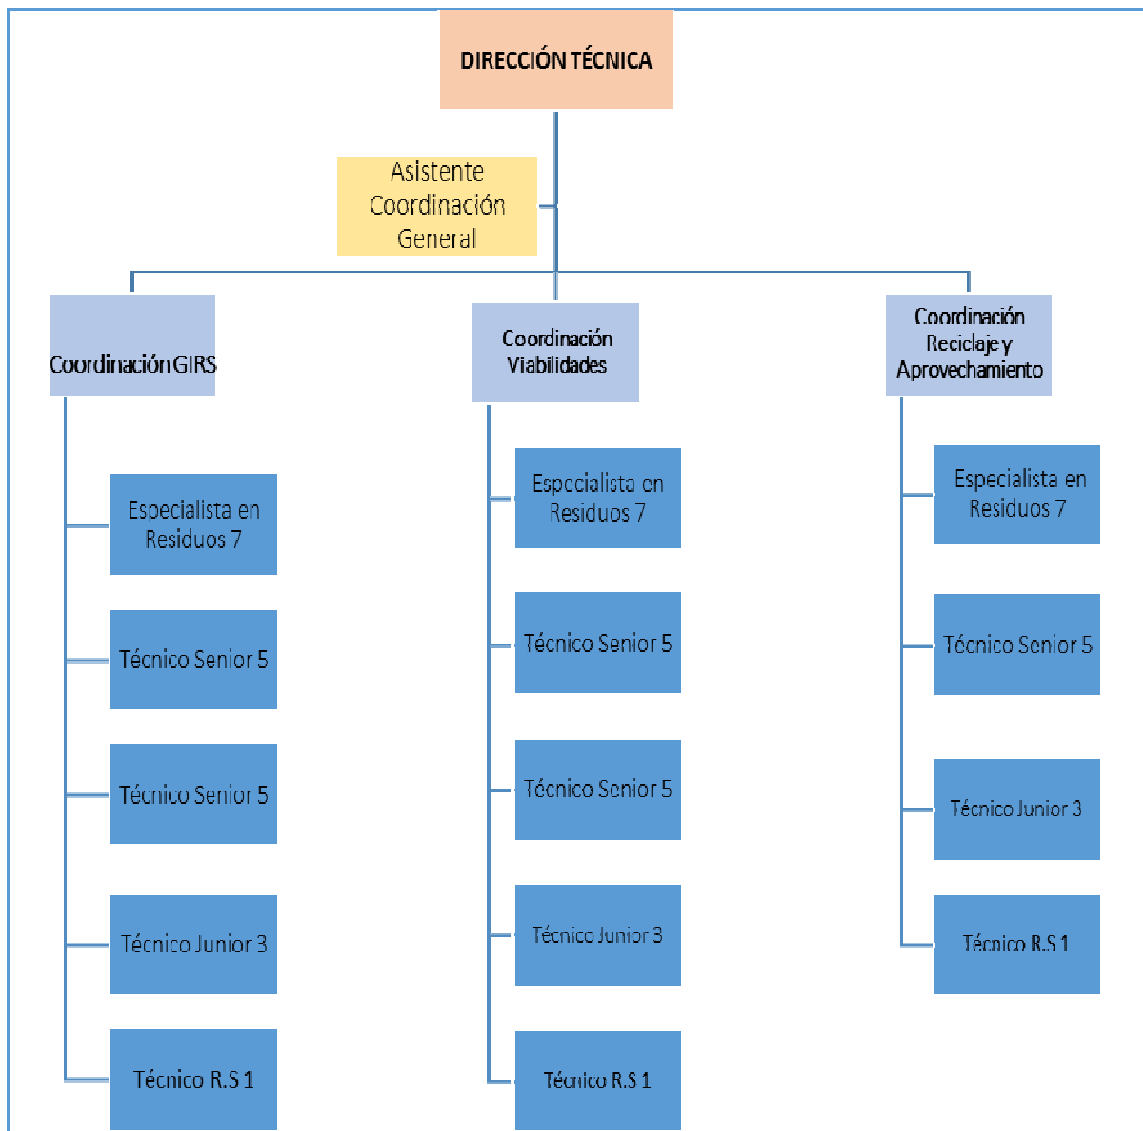 DIRECCIÓN TÉCNICA
Asistente
Coordinación
General
Coordinación GIRS
Especialista en
Residuos 7
Técnico Senior 5
Técnico Senior 5
Técnico Junior 3
Técnico R.S 1
Coordinación
Viabilidades
Especialista en
Residuos 7
Técnico Senior 5
Técnico Senior 5
Técnico Junior 3
Técnico R.S 1
Coordinación
Reciclaje y
Aprovechamiento
Especialista en
Residuos 7
Técnico Senior 5
Técnico Junior 3
Técnico R.S 1